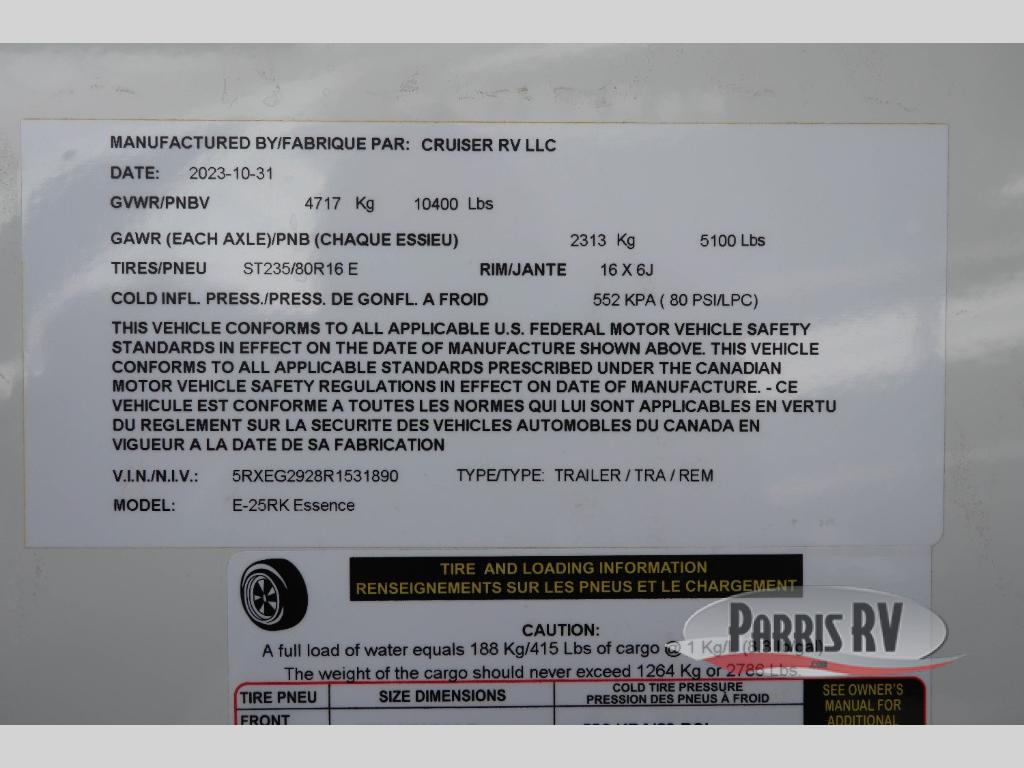 MANUFACTURED BY/FABRIQUE PAR: CRUISER RV LLC
DATE: 2023-10-31
GVWR/PNBV 4717 Kg 10400 Lbs
GAWR (EACH AXLE)/PNB (CHAQUE ESSIEU) 2313 Kg 5100 Lbs
TIRES/PNEU ST235/80R16 E RIM/JANTE 16 X 6J
COLD INFL. PRESS./PRESS. DE GONFL. A FROID 552 KPA ( 80 PSI/LPC)
THIS VEHICLE CONFORMS TO ALL APPLICABLE U.S. FEDERAL MOTOR VEHICLE SAFETY
STANDARDS IN EFFECT ON THE DATE OF MANUFACTURE SHOWN ABOVE. THIS VEHICLE
CONFORMS TO ALL APPLICABLE STANDARDS PRESCRIBED UNDER THE CANADIAN
MOTOR VEHICLE SAFETY REGULATIONS IN EFFECT ON DATE OF MANUFACTURE. - CE
VEHICULE EST CONFORME A TOUTES LES NORMES QUI LUI SONT APPLICABLES EN VERTU
DU REGLEMENT SUR LA SECURITE DES VEHICLES AUTOMOBILES DU CANADA EN
VIGUEUR A LA DATE DE SA FABRICATION
V.I.N./N.I.V.: 5RXEG2928R1531890 TYPE/TYPE: TRAILER / TRA / REM
MODEL: E-25RK Essence
TIRE AND LOADING INFORMATION
RENSEIGNEMENTS SUR LES PNEUS ET LE CHARGEMENT
CAUTION:
A full load of water equals 188 Kg/415 Lbs of cargo @ 1 Kg/L (8.3 lb/gal)
The weight of the cargo should never exceed 1264 Kg or 2786 Lbs.
PARRIS RV
.com
TIRE PNEU SIZE DIMENSIONS COLD TIRE PRESSURE
PRESSION DES PNEUS À FROID
SEE OWNER'S
MANUAL FOR
ADDITIONAL
FRONT